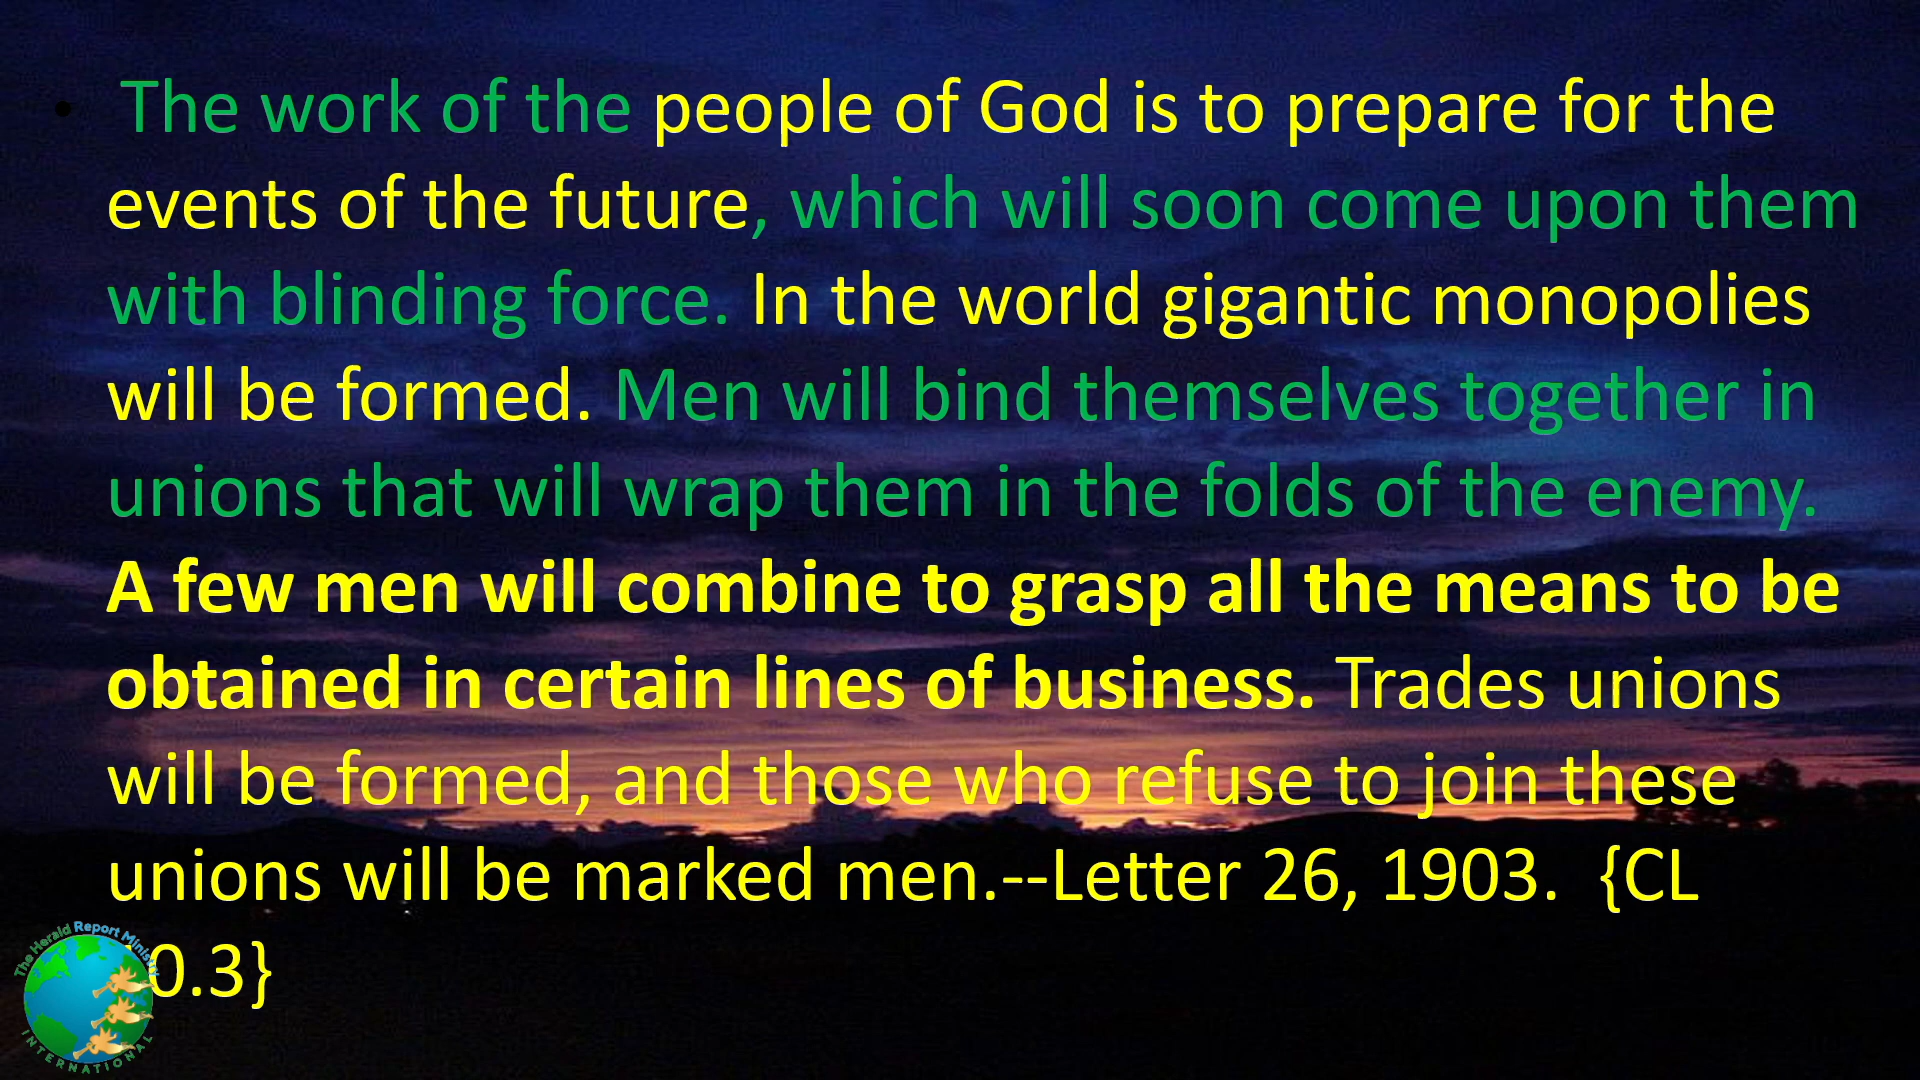 • The work of the people of God is to prepare for the
events of the future, which will soon come upon them
with blinding force. In the world gigantic monopolies
will be formed. Men will bind themselves together in
unions that will wrap them in the folds of the enemy.
A few men will combine to grasp all the means to be
obtained in certain lines of business. Trades unions
will be formed, and those who refuse to join these
unions will be marked men.--Letter 26, 1903. {CL
0.3}
The Herald Report Ministry
INTERNATIONAL